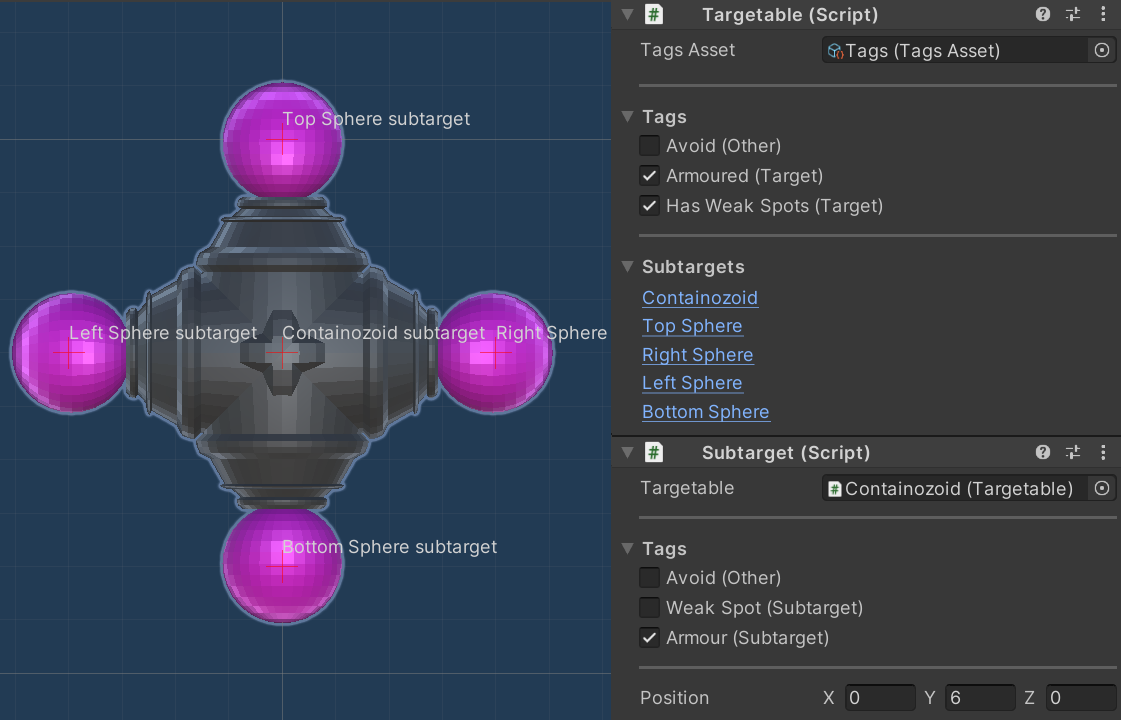 Top Sphere subtarget
Left Sphere subtarget
Containozoid subtarget
Right Sphere
Bottom Sphere subtarget
Targetable (Script)
Tags Asset
Tags (Tags Asset)
Tags
Avoid (Other)
Armoured (Target)
Has Weak Spots (Target)
Subtargets
Containozoid
Top Sphere
Right Sphere
Left Sphere
Bottom Sphere
# Subtarget (Script)
Targetable
# Containozoid (Targetable)
Tags
Avoid (Other)
Weak Spot (Subtarget)
Armour (Subtarget)
Position X 0 Y 6 Z 0